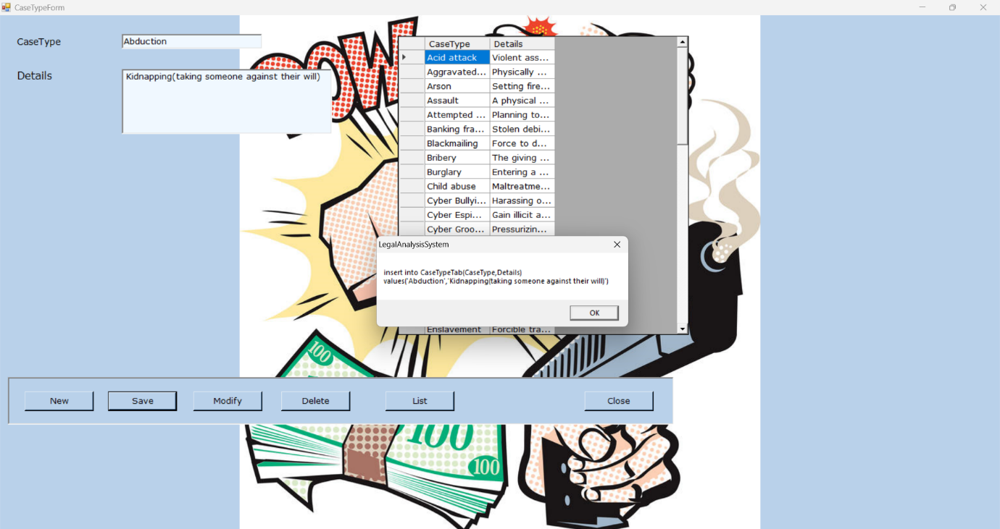 CaseTypeForm
CaseType
Abduction
Details
Kidnapping(taking someone against their will)
CaseType Details
Acid attack Violent ass...
Aggravated... Physically ...
Arson Setting fire...
Assault A physical ...
Attempted ... Planning to...
Banking fra... Stolen debi...
Blackmailing Force to d...
Bribery The giving ...
Burglary Entering a ...
Child abuse Maltreatme...
Cyber Bullyi... Harassing o...
Cyber Espi... Gain illicit a...
Cyber Groo... Pressurizin...
LegalAnalysisSystem
insert into CaseTypeTab(CaseType,Details)
values('Abduction','Kidnapping(taking someone against their will)')
OK
Enslavement Forcible tra...
100
New Save Modify Delete List Close
100
100